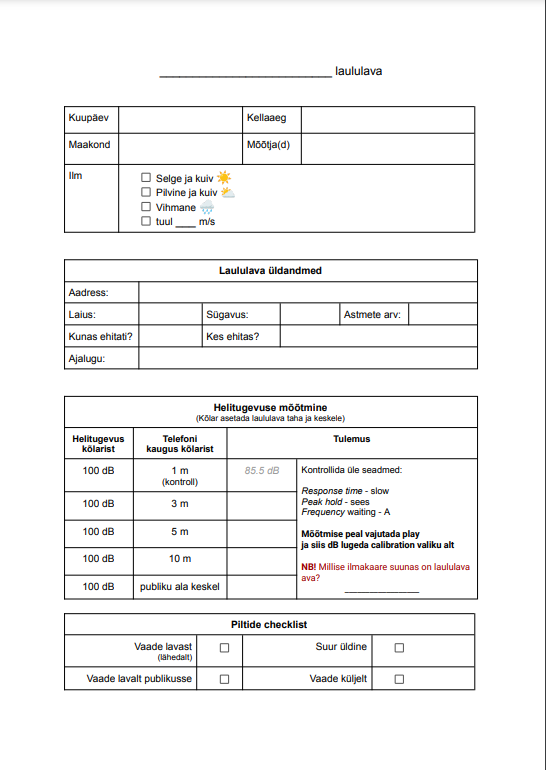 __________________________ laululava
Kuupäev
Kellaaeg
Maakond
Mõõtja(d)
Ilm
☐ Selge ja kuiv ☀️
☐ Pilvine ja kuiv ⛅
☐ Vihmane 🌧️
☐ tuul ____ m/s
Laululava üldandmed
Aadress:
Laius:
Sügavus:
Astmete arv:
Kunas ehitati?
Kes ehitas?
Ajalugu:
Helitugevuse mõõtmine
(Kõlar asetada laululava taha ja keskele)
Helitugevus
kõlarist
Telefoni
kaugus kõlarist
Tulemus
100 dB
1 m
(kontroll)
85.5 dB
100 dB
3 m
100 dB
5 m
100 dB
10 m
100 dB
publiku ala keskel
Kontrollida üle seadmed:
Response time - slow
Peak hold - sees
Frequency waiting - A
Mõõtmise peal vajutada play
ja siis dB lugeda calibration valiku alt
NB! Millise ilmakaare suunas on laululava
ava?
______________
Piltide checklist
Vaade lavast
(lähedalt)
☐
Suur üldine
☐
Vaade lavalt publikusse
☐
Vaade küljelt
☐